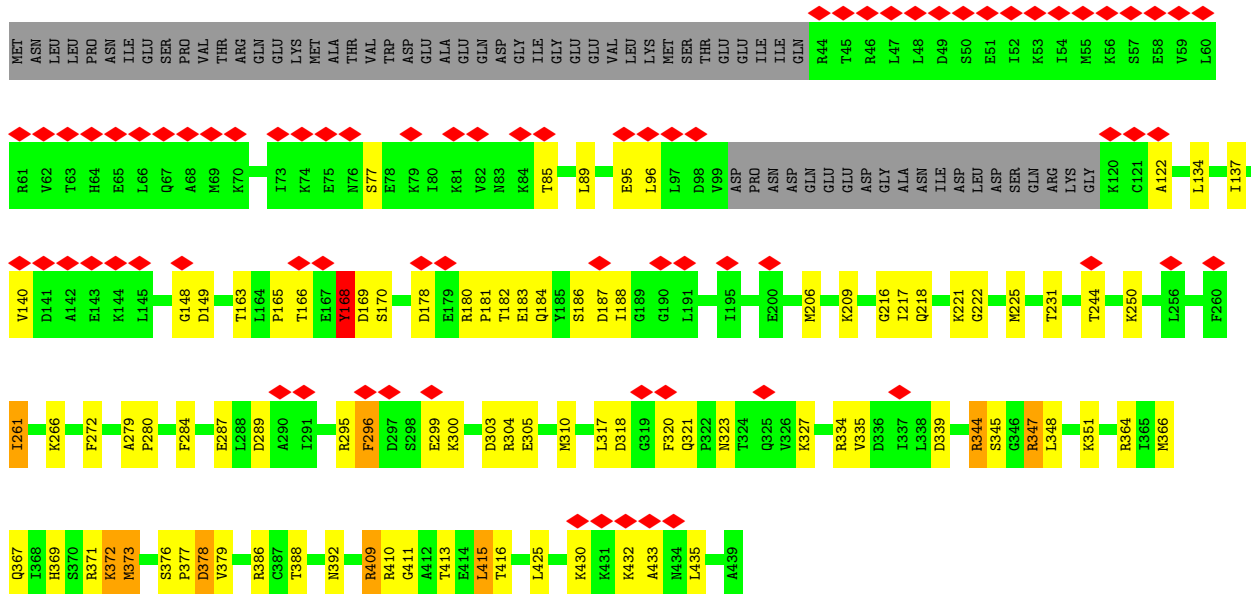 MET ASN LEU LEU PRO ASN ILE GLU SER PRO VAL THR ARG GLN GLU LYS MET ALA THR VAL TRP ASP GLU ALA GLU GLN ASP GLY ILE GLY GLU GLU VAL LEU LYS MET SER THR GLU GLU ILE ILE GLN R44 T45 R46 L47 L48 D49 S50 E51 I52 K53 I54 M55 K56 S57 E58 V59 L60
R61 V62 T63 H64 E65 L66 Q67 A68 M69 K70 I73 K74 E75 N76 S77 E78 K79 I80 K81 V82 N83 K84 T85 L89 E95 L96 L97 D98 V99 ASP PRO ASN ASP GLN GLU GLU ASP GLY ALA ASN ILE ASP LEU ASP SER GLN ARG LYS GLY K120 C121 A122 L134 I137
V140 D141 A142 E143 K144 L145 G148 D149 T163 L164 P165 T166 E167 Y168 D169 S170 D178 E179 R180 P181 T182 E183 Q184 Y185 S186 D187 I188 G189 G190 L191 I195 E200 M206 K209 G216 I217 Q218 K221 G222 M225 T231 T244 K250 L256 F260
I261 K266 F272 A279 P280 F284 E287 L288 D289 A290 I291 R295 F296 D297 S298 E299 K300 D303 R304 E305 M310 L317 D318 G319 F320 Q321 P322 N323 T324 Q325 V326 K327 R334 V335 D336 I337 L338 D339 R344 S345 G346 R347 L348 K351 R364 I365 M366
Q367 I368 H369 S370 R371 K372 M373 S376 P377 D378 V379 R386 C387 T388 N392 R409 R410 G411 A412 T413 E414 L415 T416 L425 K430 K431 K432 A433 N434 L435 A439